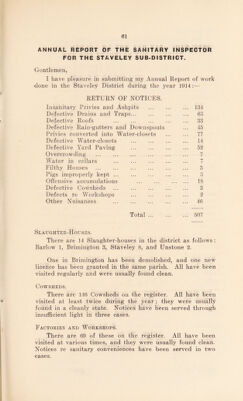 61
ANNUAL REPORT OF THE SANITARY INSPECTOR
FOR THE STAVELEY SUB-DISTRICT.
Gentlemen,
I have pleasure in submitting my Annual Report of work
done in the Staveley District during the year 1914:—
RETURN OF NOTICES.
Insanitary Privies and Ashpits ... ... ... 134
Defective Drains and Traps... ... ... ... 63
Defective Roofs ... ... ... ... ... 33
Defective Rain-gutters and Downspouts ... ... 45
Privies converted into Water-closets ... ... 77
Defective Water-closets ... ... ... ... 14
Defective Yard Paving ... ... ... ... 52
Overcrowding ... ... ... ... ...
Water in cellars ... ... ... ... ... 7
Filthy Houses ... ... ... ... ... 5
Pigs improperly kept ... ... ... ... ...
Offensive accumulations ... ... ... ... 18
Defective Cowsheds ... ... ... ... ...
Defects re Workshops ... ... ... ... 2
Other Nuisances ... ... ... ... ... 46
Total ... ... ... 507
SLAUGHTER-HOUSES.
There are 14 Slaughter-houses in the district as follows:
Barlow 1, Brimington 3, Staveley 8, and Unstone 2.
One in Brimington has been demolished, and one new
licence has been granted in the same parish. All have been
visited regularly and were usually found clean.
COWSHEDS.
There are 138 Cowsheds on the register. All have been
visited at least twice during the year; they were usually
found in a cleanly state. Notices have been served through
insufficient light in three cases.
FACTORIES AND WORKSHOPS.
There are 69 of these on the register. All have been
visited at various times, and they were usually found clean.
Notices re sanitary conveniences have been served in two
cases.